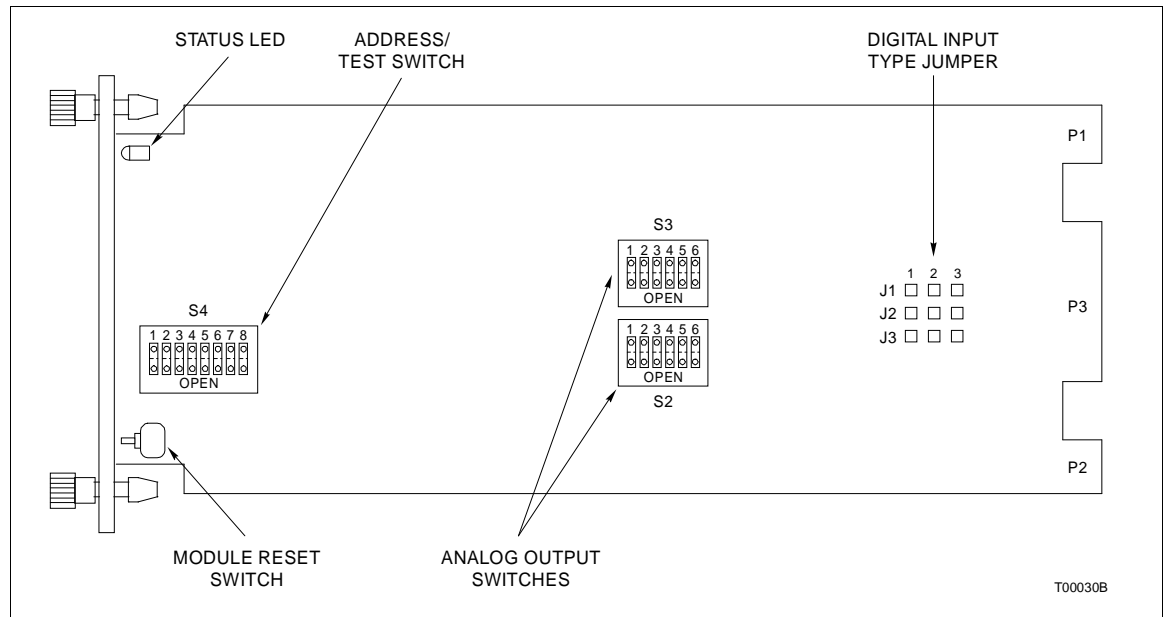 STATUS LED
ADDRESS/
TEST SWITCH
DIGITAL INPUT
TYPE JUMPER
P1
S3
1 2 3 4 5 6
OPEN
1 2 3
J1
J2
J3
P3
S4
1 2 3 4 5 6 7 8
OPEN
1 2 3 4 5 6
OPEN
S2
P2
MODULE RESET
SWITCH
ANALOG OUTPUT
SWITCHES
T00030B